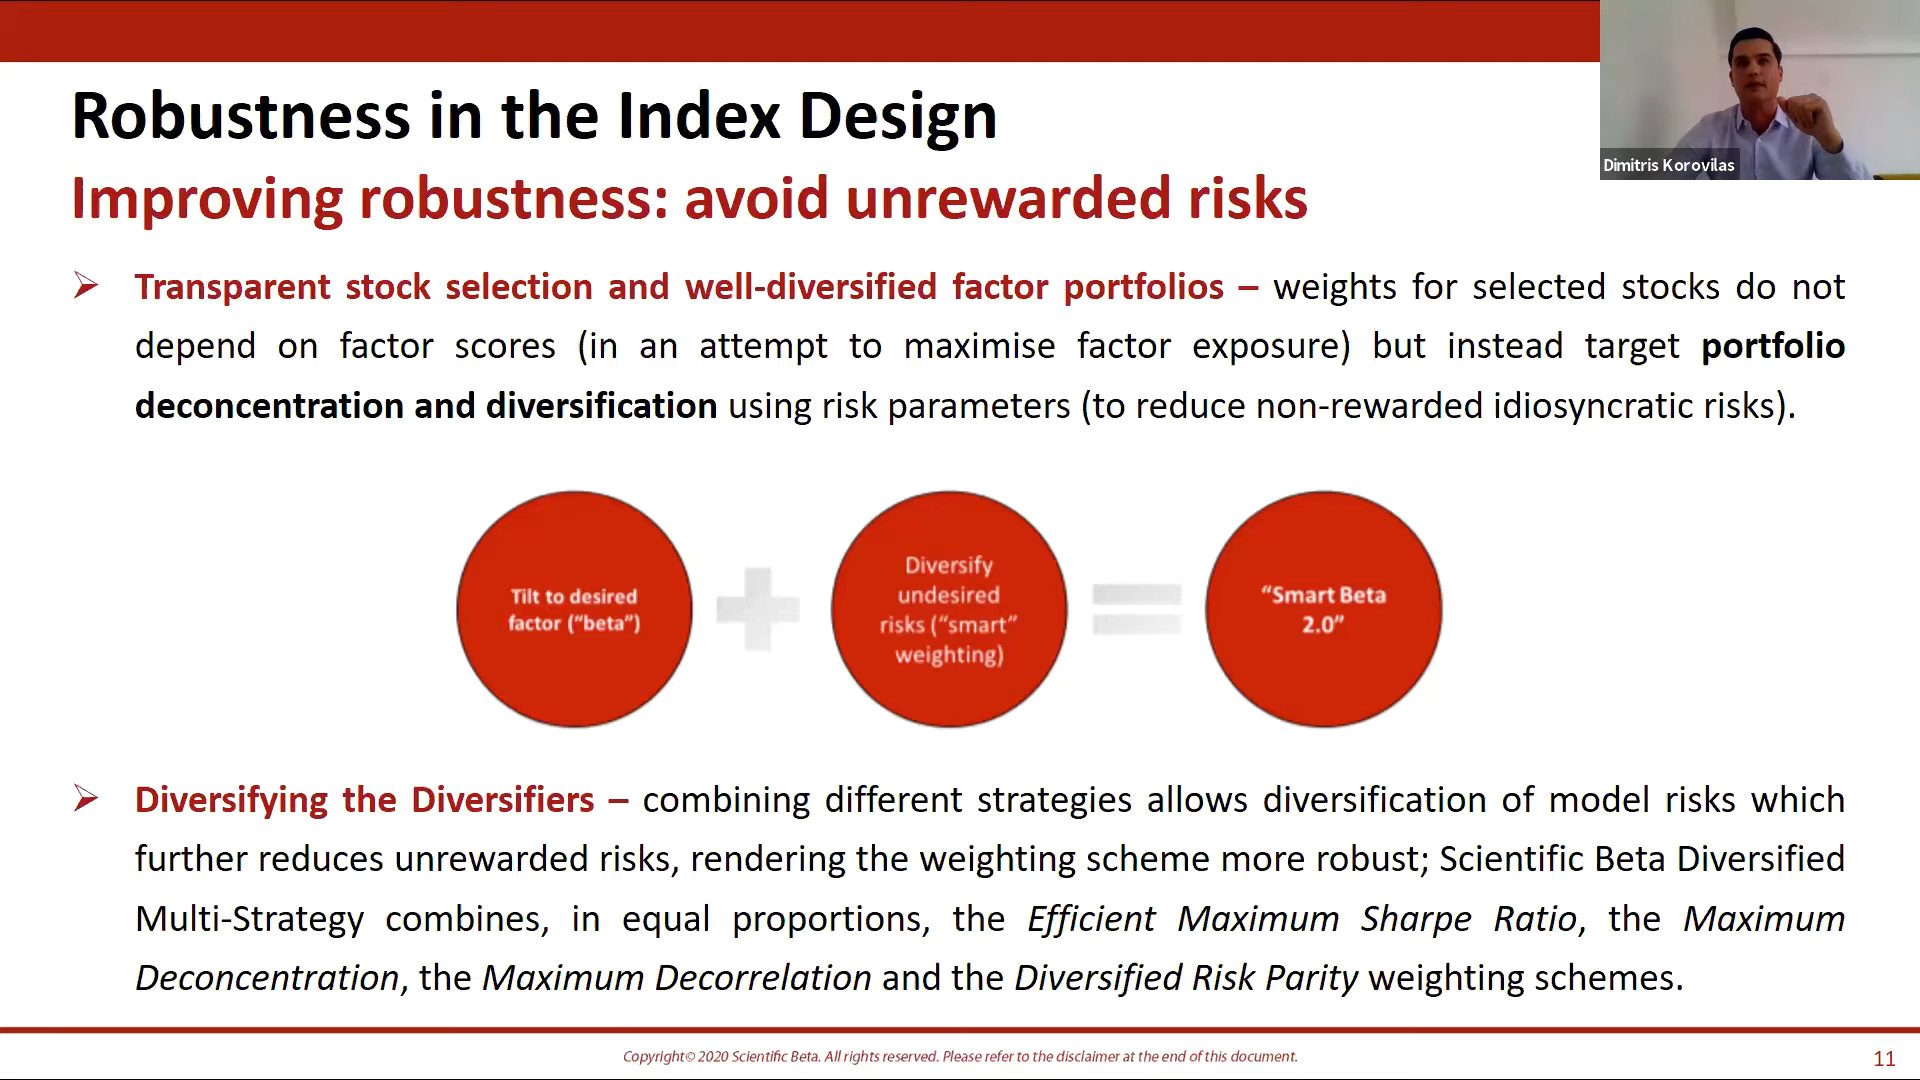 Dimitris Korovilas
Robustness in the Index Design
Improving robustness: avoid unrewarded risks
Transparent stock selection and well-diversified factor portfolios – weights for selected stocks do not
depend on factor scores (in an attempt to maximise factor exposure) but instead target portfolio
deconcentration and diversification using risk parameters (to reduce non-rewarded idiosyncratic risks).
Tilt to desired
factor (“beta”)
Diversify
undesired
risks (“smart”
weighting)
“Smart Beta
2.0”
Diversifying the Diversifiers – combining different strategies allows diversification of model risks which
further reduces unrewarded risks, rendering the weighting scheme more robust; Scientific Beta Diversified
Multi-Strategy combines, in equal proportions, the Efficient Maximum Sharpe Ratio, the Maximum
Deconcentration, the Maximum Decorrelation and the Diversified Risk Parity weighting schemes.
Copyright© 2020 Scientific Beta. All rights reserved. Please refer to the disclaimer at the end of this document.
11